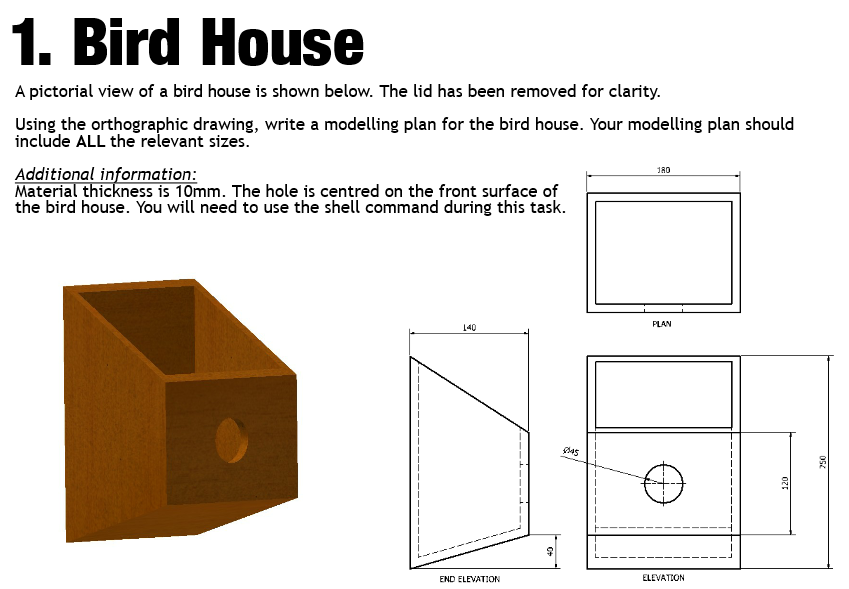 1. Bird House
A pictorial view of a bird house is shown below. The lid has been removed for clarity.
Using the orthographic drawing, write a modelling plan for the bird house. Your modelling plan should
include ALL the relevant sizes.
Additional information:
Material thickness is 10mm. The hole is centred on the front surface of
the bird house. You will need to use the shell command during this task.
180
PLAN
140
Ø45
120
250
40
END ELEVATION
ELEVATION